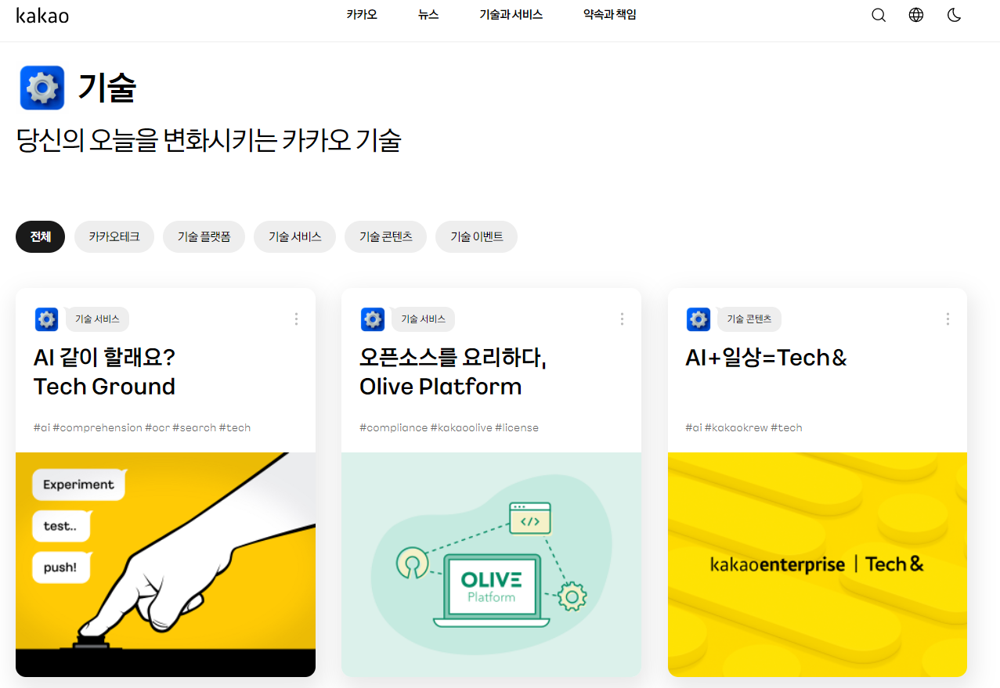 kakao
카카오
뉴스
기술과 서비스
약속과 책임
기술
당신의 오늘을 변화시키는 카카오 기술
전체
카카오테크
기술 플랫폼
기술 서비스
기술 콘텐츠
기술 이벤트
기술 서비스
AI 같이 할래요?
Tech Ground
#ai #comprehension #ocr #search #tech
Experiment
test..
push!
기술 서비스
오픈소스를 요리하다,
Olive Platform
#compliance #kakaoolive #license
</>
OLIVE
Platform
기술 콘텐츠
AI+일상=Tech&
#ai #kakaokrew #tech
kakaoenterprise | Tech&